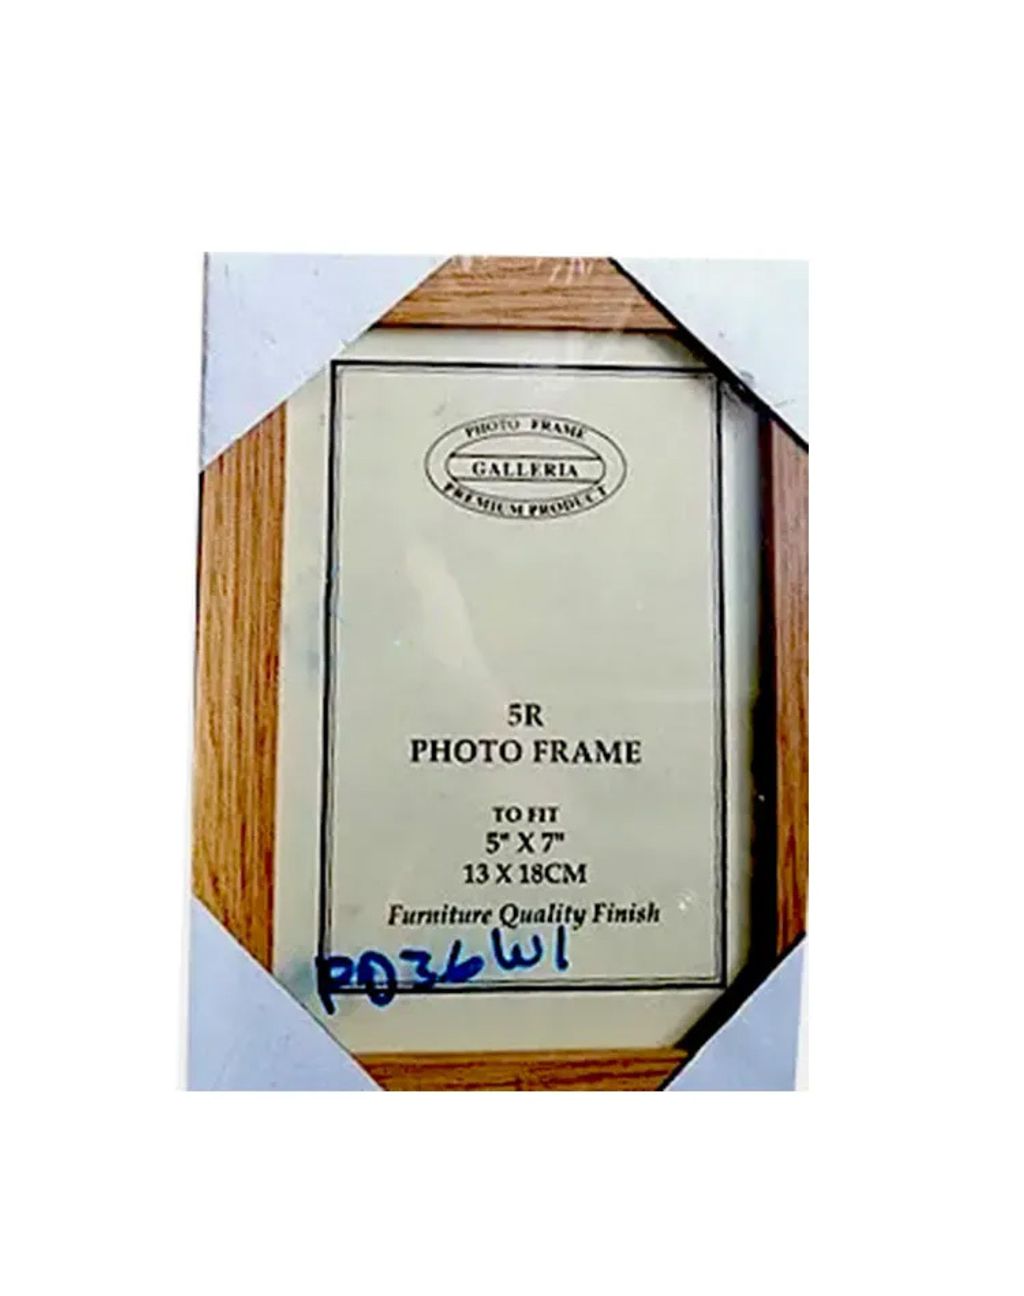 PHOTO FRAME
GALLERIA
PREMIUM PRODUCT
5R
PHOTO FRAME
TO FIT
5" X 7"
13 X 18CM
Furniture Quality Finish
PD36W1